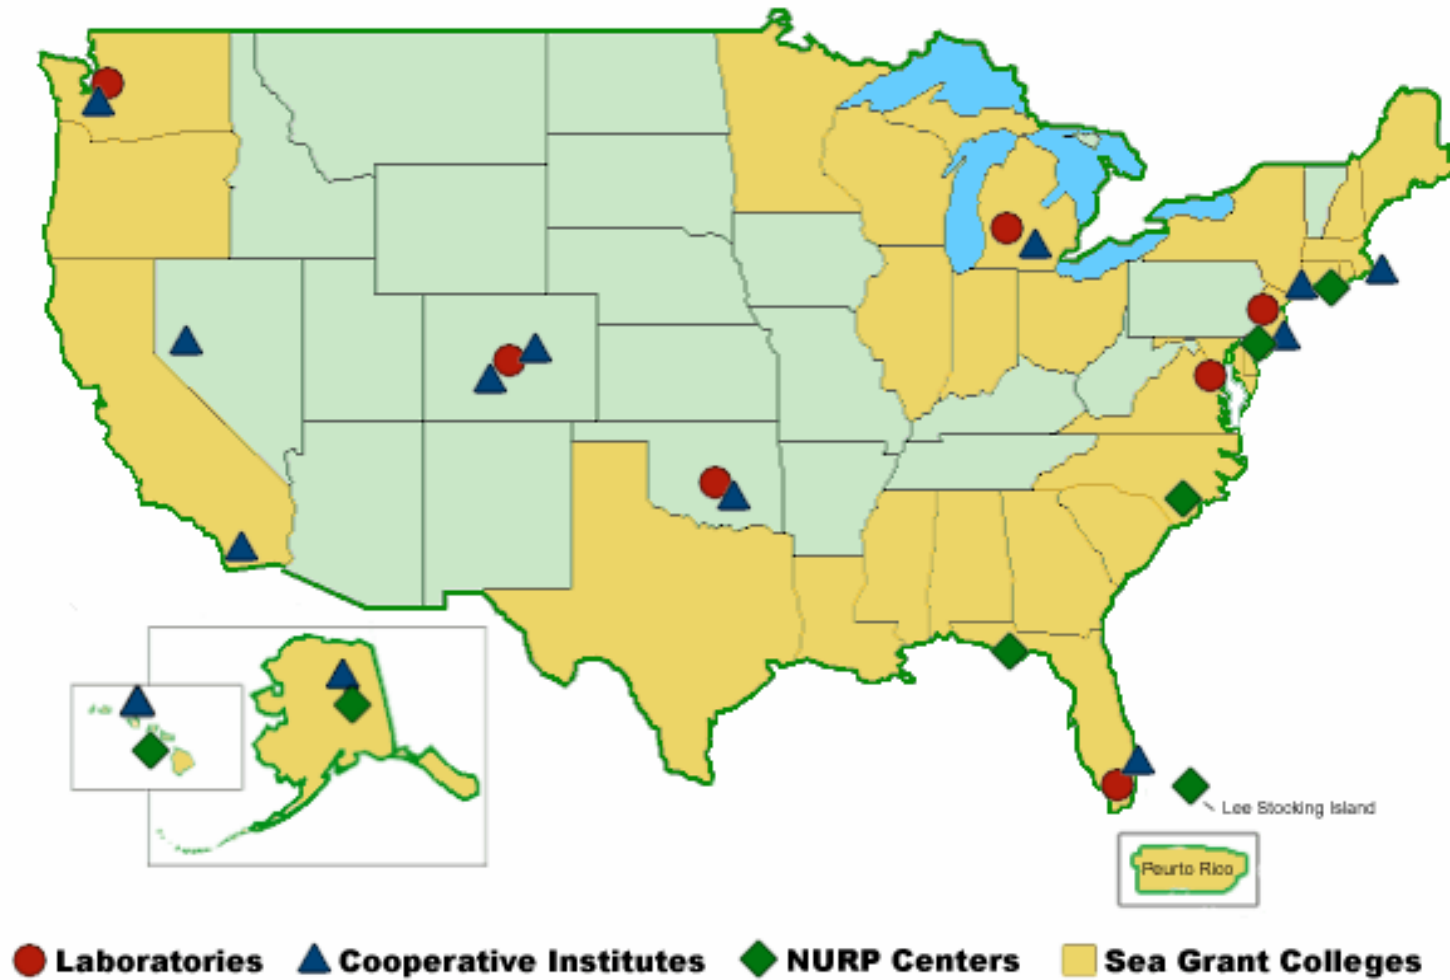 Lee Stocking Island
Peurto Rico
Laboratories
Cooperative Institutes
NURP Centers
Sea Grant Colleges